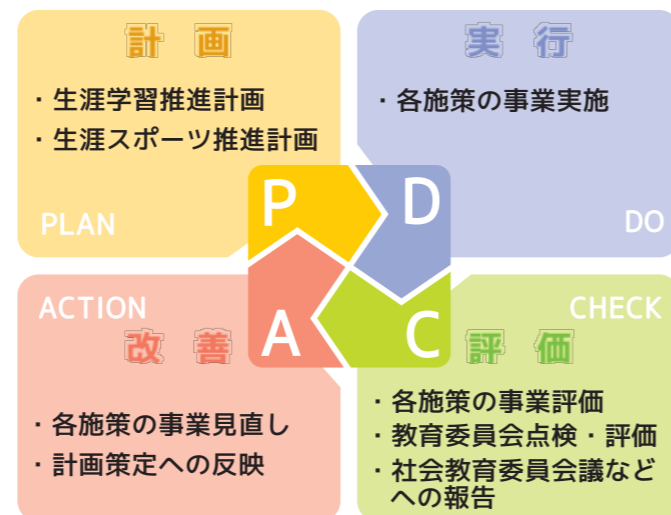 計画
・生涯学習推進計画
・生涯スポーツ推進計画
PLAN
実行
・各施策の事業実施
DO
P
D
A
C
ACTION
改善
・各施策の事業見直し
・計画策定への反映
CHECK
評価
・各施策の事業評価
・教育委員会点検・評価
・社会教育委員会議など
への報告